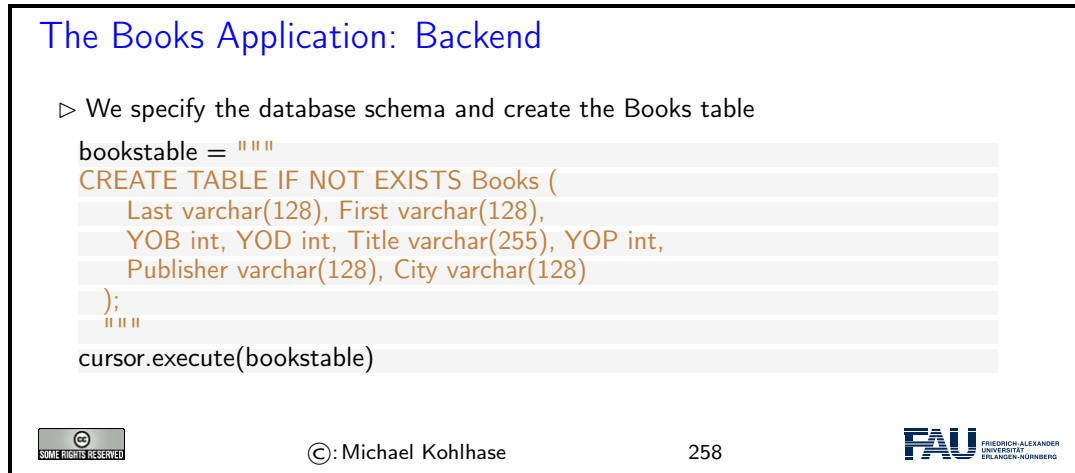 The Books Application: Backend
▷ We specify the database schema and create the Books table
bookstable = """
CREATE TABLE IF NOT EXISTS Books (
Last varchar(128), First varchar(128),
YOB int, YOD int, Title varchar(255), YOP int,
Publisher varchar(128), City varchar(128)
);
"""
cursor.execute(bookstable)
cc
SOME RIGHTS RESERVED
©: Michael Kohlhase
258
FAU
FRIEDRICH-ALEXANDER
UNIVERSITÄT
ERLANGEN-NÜRNBERG